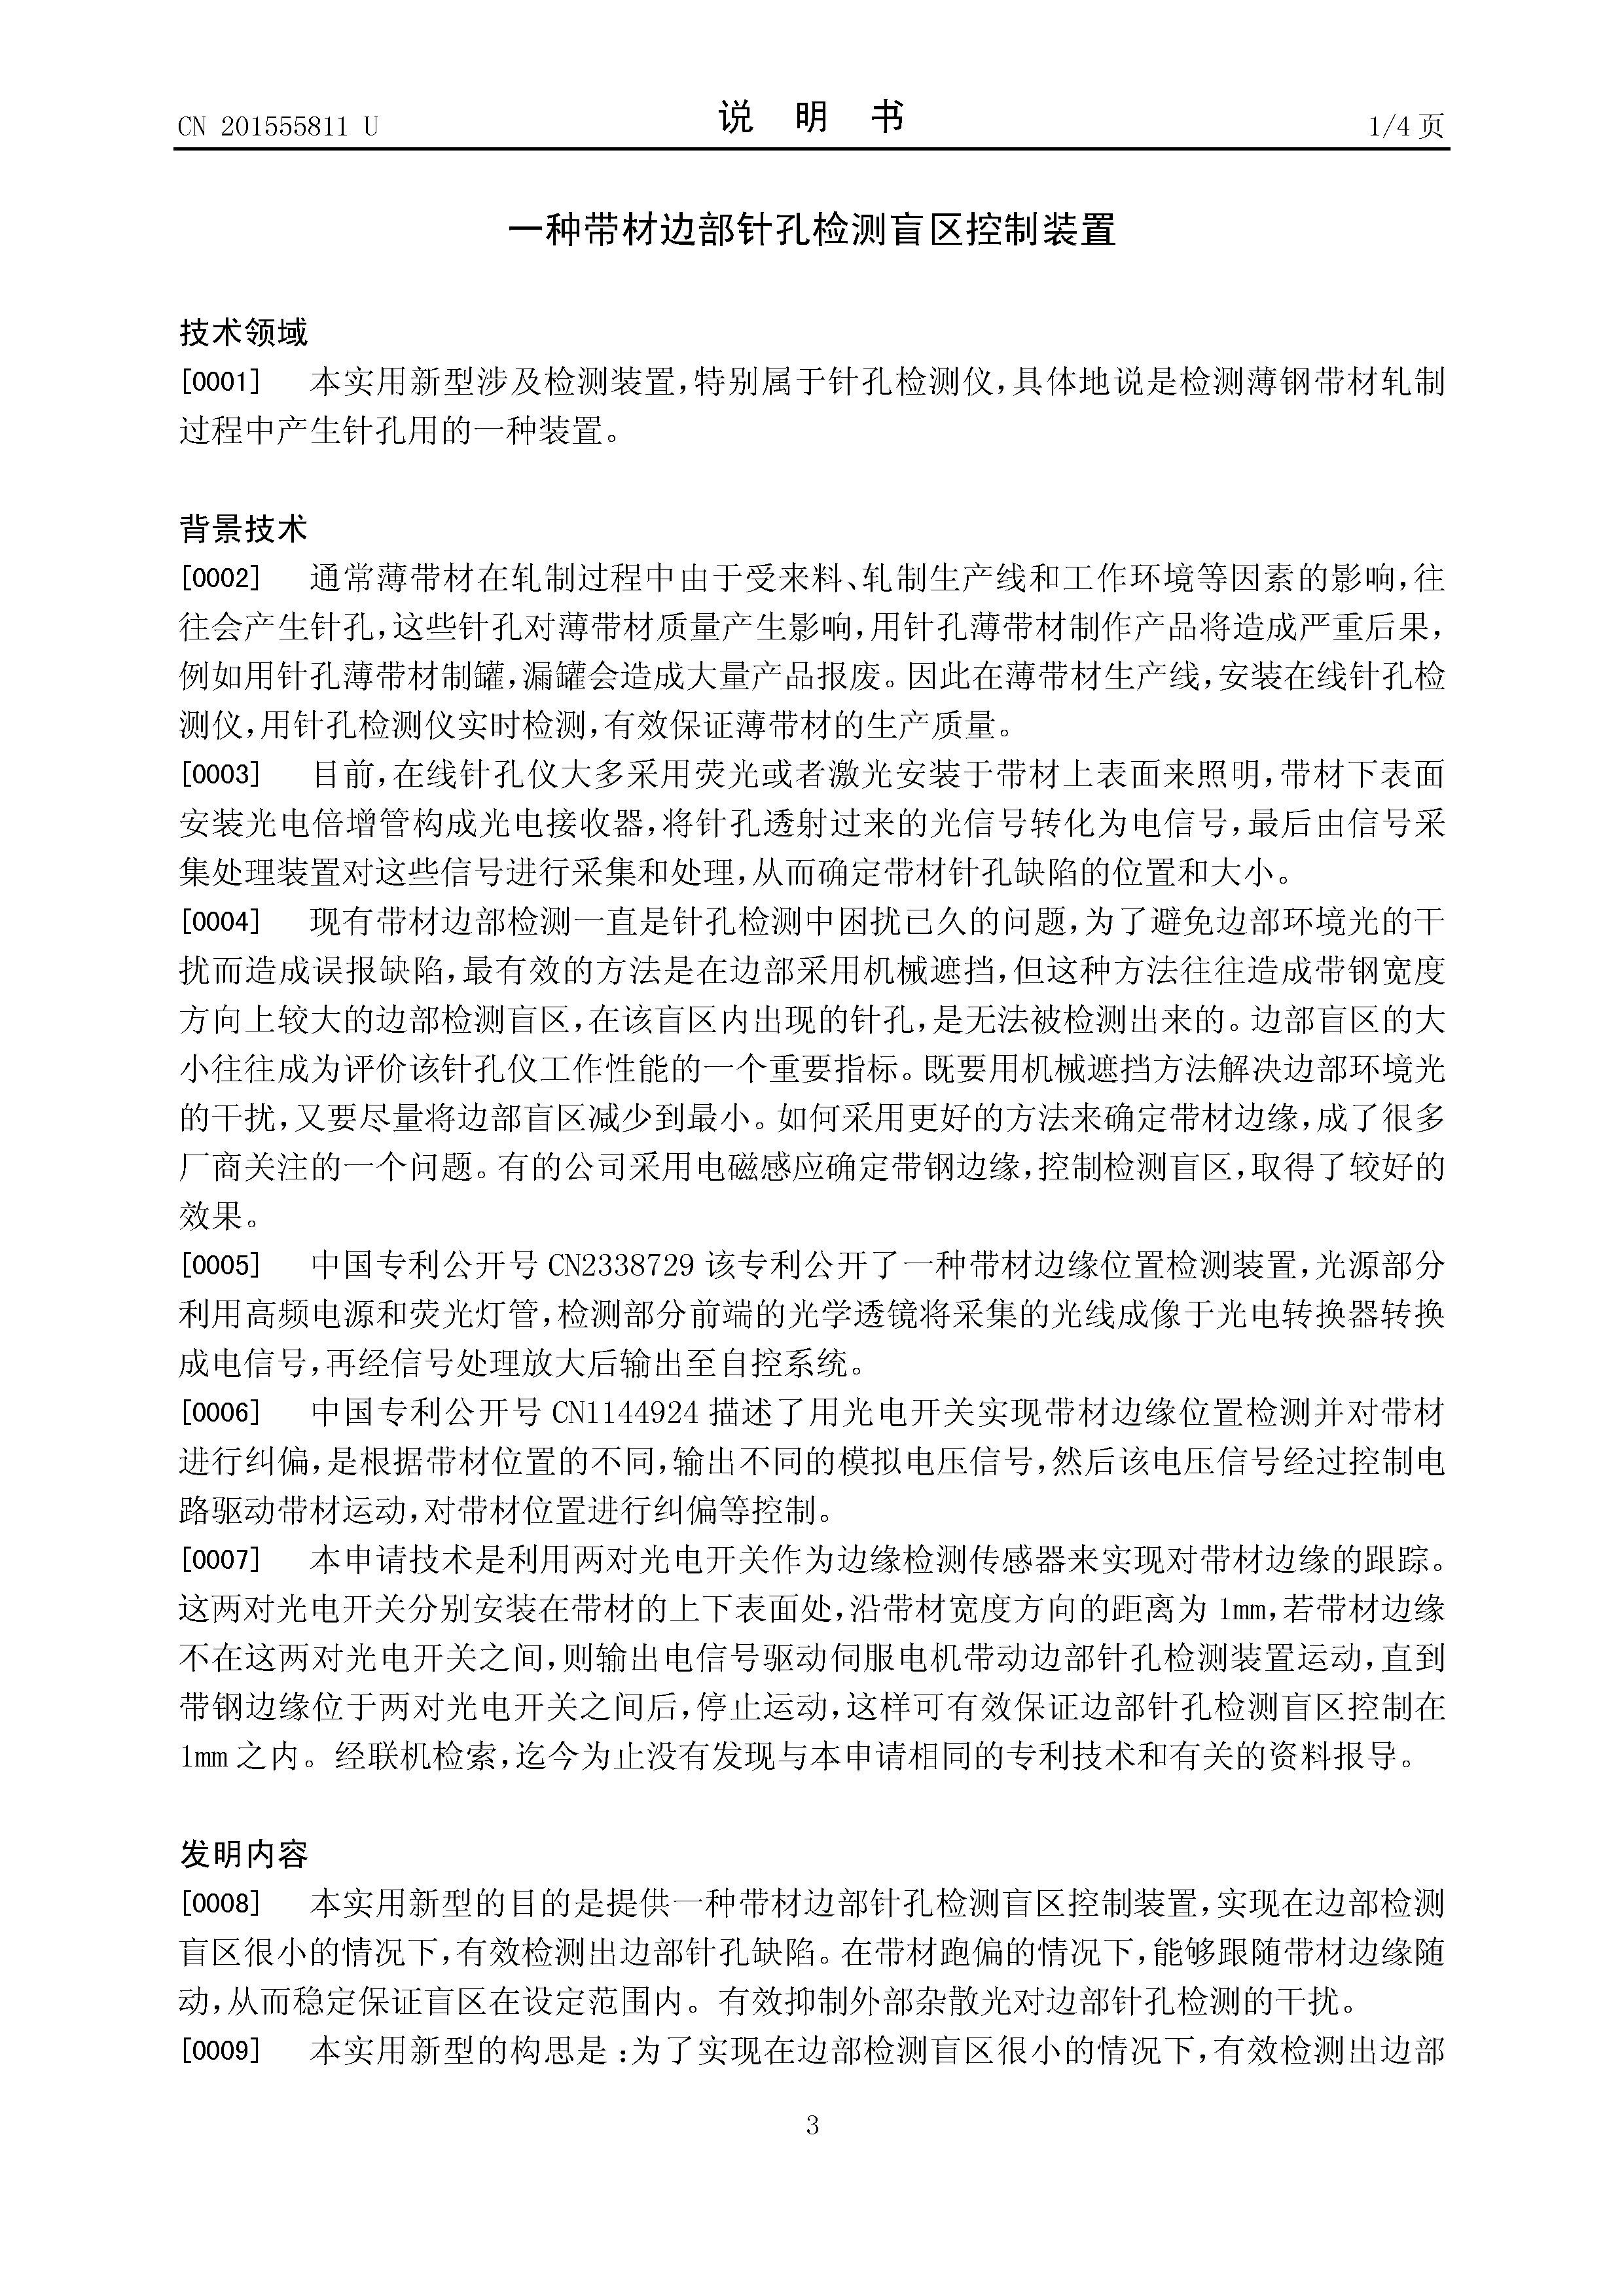 CN 201555811 U
说 明 书
1/4 页
一种带材边部针孔检测盲区控制装置
技术领域
[0001] 本实用新型涉及检测装置,特别属于针孔检测仪,具体地说是检测薄钢带材轧制
过程中产生针孔用的一种装置。
背景技术
[0002] 通常薄带材在轧制过程中由于受来料、轧制生产线和工作环境等因素的影响,往
往会产生针孔,这些针孔对薄带材质量产生影响,用针孔薄带材制作产品将造成严重后果,
例如用针孔薄带材制罐,漏罐会造成大量产品报废。因此在薄带材生产线,安装在线针孔检
测仪,用针孔检测仪实时检测,有效保证薄带材的生产质量。
[0003] 目前,在线针孔仪大多采用荧光或者激光安装于带材上表面来照明,带材下表面
安装光电倍增管构成光电接收器,将针孔透射过来的光信号转化为电信号,最后由信号采
集处理装置对这些信号进行采集和处理,从而确定带材针孔缺陷的位置和大小。
[0004] 现有带材边部检测一直是针孔检测中困扰已久的问题,为了避免边部环境光的干
扰而造成误报缺陷,最有效的方法是在边部采用机械遮挡,但这种方法往往造成带钢宽度
方向上较大的边部检测盲区,在该盲区内出现的针孔,是无法被检测出来的。边部盲区的大
小往往成为评价该针孔仪工作性能的一个重要指标。既要用机械遮挡方法解决边部环境光
的干扰,又要尽量将边部盲区减少到最小。如何采用更好的方法来确定带材边缘,成了很多
厂商关注的一个问题。有的公司采用电磁感应确定带钢边缘,控制检测盲区,取得了较好的
效果。
[0005] 中国专利公开号 CN2338729 该专利公开了一种带材边缘位置检测装置,光源部分
利用高频电源和荧光灯管,检测部分前端的光学透镜将采集的光线成像于光电转换器转换
成电信号,再经信号处理放大后输出至自控系统。
[0006] 中国专利公开号 CN1144924 描述了用光电开关实现带材边缘位置检测并对带材
进行纠偏,是根据带材位置的不同,输出不同的模拟电压信号,然后该电压信号经过控制电
路驱动带材运动,对带材位置进行纠偏等控制。
[0007] 本申请技术是利用两对光电开关作为边缘检测传感器来实现对带材边缘的跟踪。
这两对光电开关分别安装在带材的上下表面处,沿带材宽度方向的距离为 1mm,若带材边缘
不在这两对光电开关之间,则输出电信号驱动伺服电机带动边部针孔检测装置运动,直到
带钢边缘位于两对光电开关之间后,停止运动,这样可有效保证边部针孔检测盲区控制在
1mm 之内。经联机检索,迄今为止没有发现与本申请相同的专利技术和有关的资料报导。
发明内容
[0008] 本实用新型的目的是提供一种带材边部针孔检测盲区控制装置,实现在边部检测
盲区很小的情况下,有效检测出边部针孔缺陷。在带材跑偏的情况下,能够跟随带材边缘随
动,从而稳定保证盲区在设定范围内。有效抑制外部杂散光对边部针孔检测的干扰。
[0009] 本实用新型的构思是:为了实现在边部检测盲区很小的情况下,有效检测出边部
3